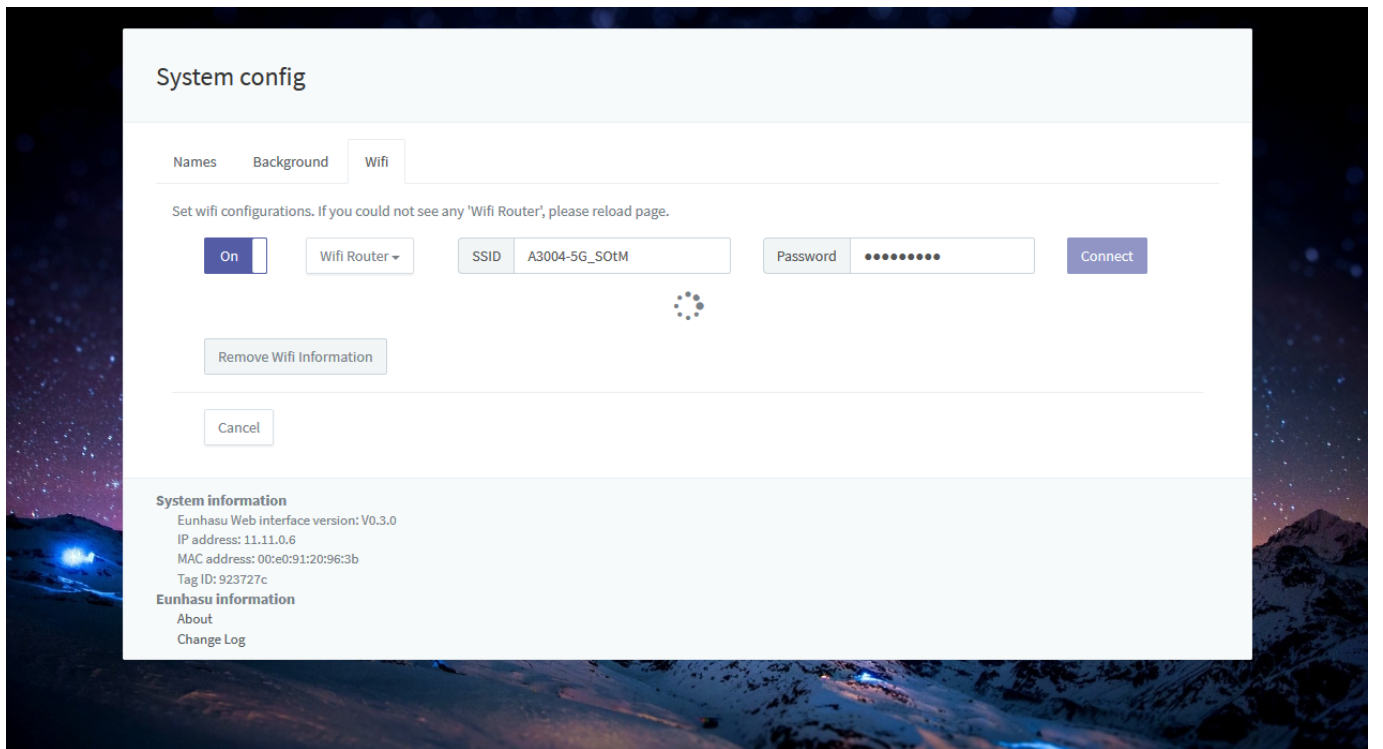 System config
Names Background Wifi
Set wifi configurations. If you could not see any 'Wifi Router', please reload page.
On Wifi Router SSID A3004-5G_SOtM Password ●●●●●●●●● Connect
Remove Wifi Information
Cancel
System information
Eunhasu Web interface version: V0.3.0
IP address: 11.11.0.6
MAC address: 00:e0:91:20:96:3b
Tag ID: 923727c
Eunhasu information
About
Change Log